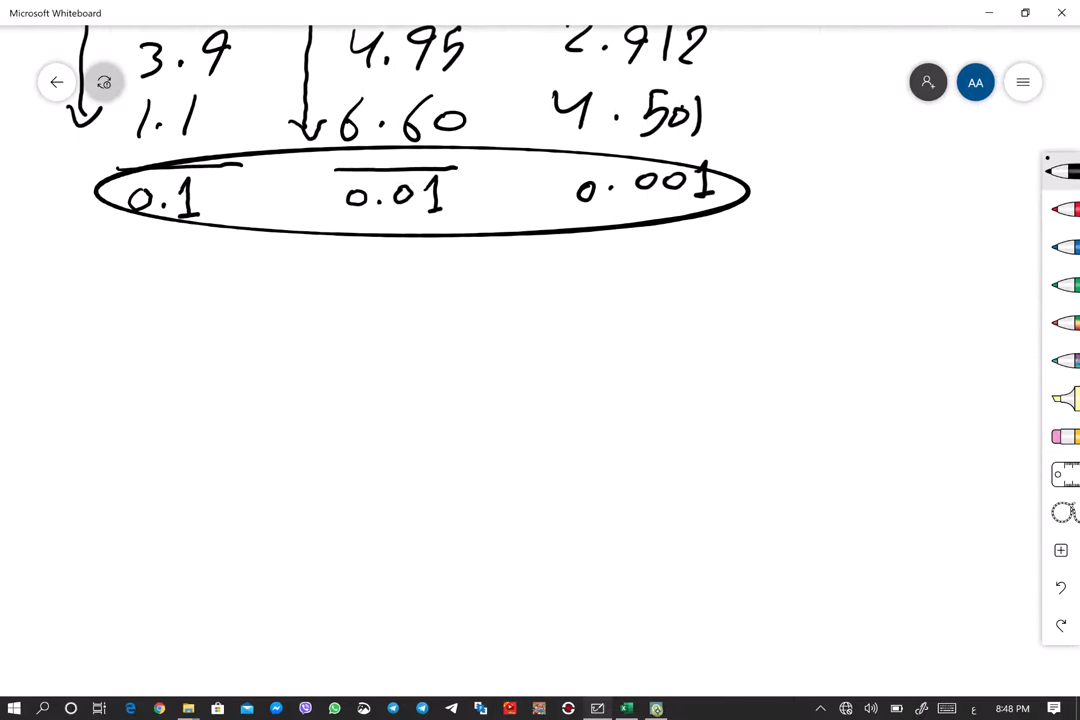 Microsoft Whiteboard
3.9 4.95 2.912
1.1 6.60 4.501
0.1 0.01 0.001
AA
ع 8:48 PM